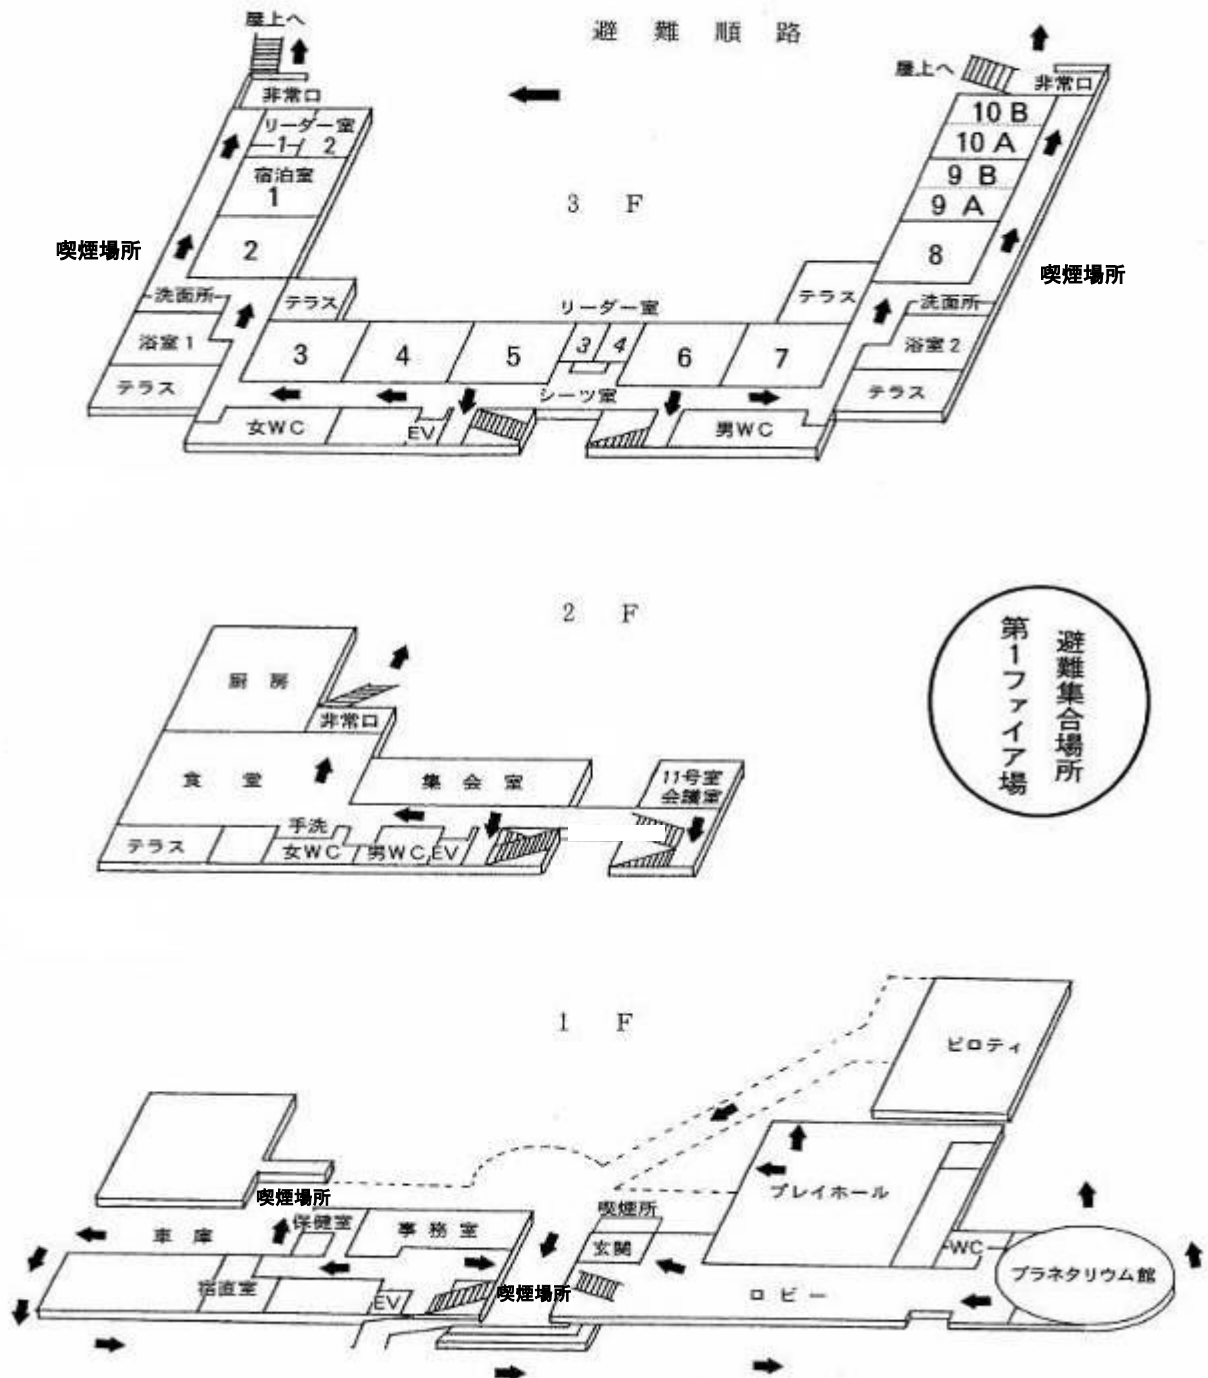 避難順路
屋上へ
非常口
リーダー室
1
2
宿泊室
1
2
喫煙場所
洗面所
浴室1
テラス
テラス
3 F
屋上へ
非常口
10 B
10 A
9 B
9 A
8
喫煙場所
テラス
洗面所
浴室2
テラス
リーダー室
3
4
5
3
4
6
7
シーツ室
女WC
EV
男WC
2 F
厨房
非常口
食堂
集会室
11号室
会議室
手洗
テラス
女WC
男WC
EV
避難集合場所
第1ファイア場
1 F
ピロティ
プレイホール
喫煙場所
保健室
事務室
車庫
宿直室
EV
喫煙場所
喫煙所
玄関
ロビー
WC
プラネタリウム館